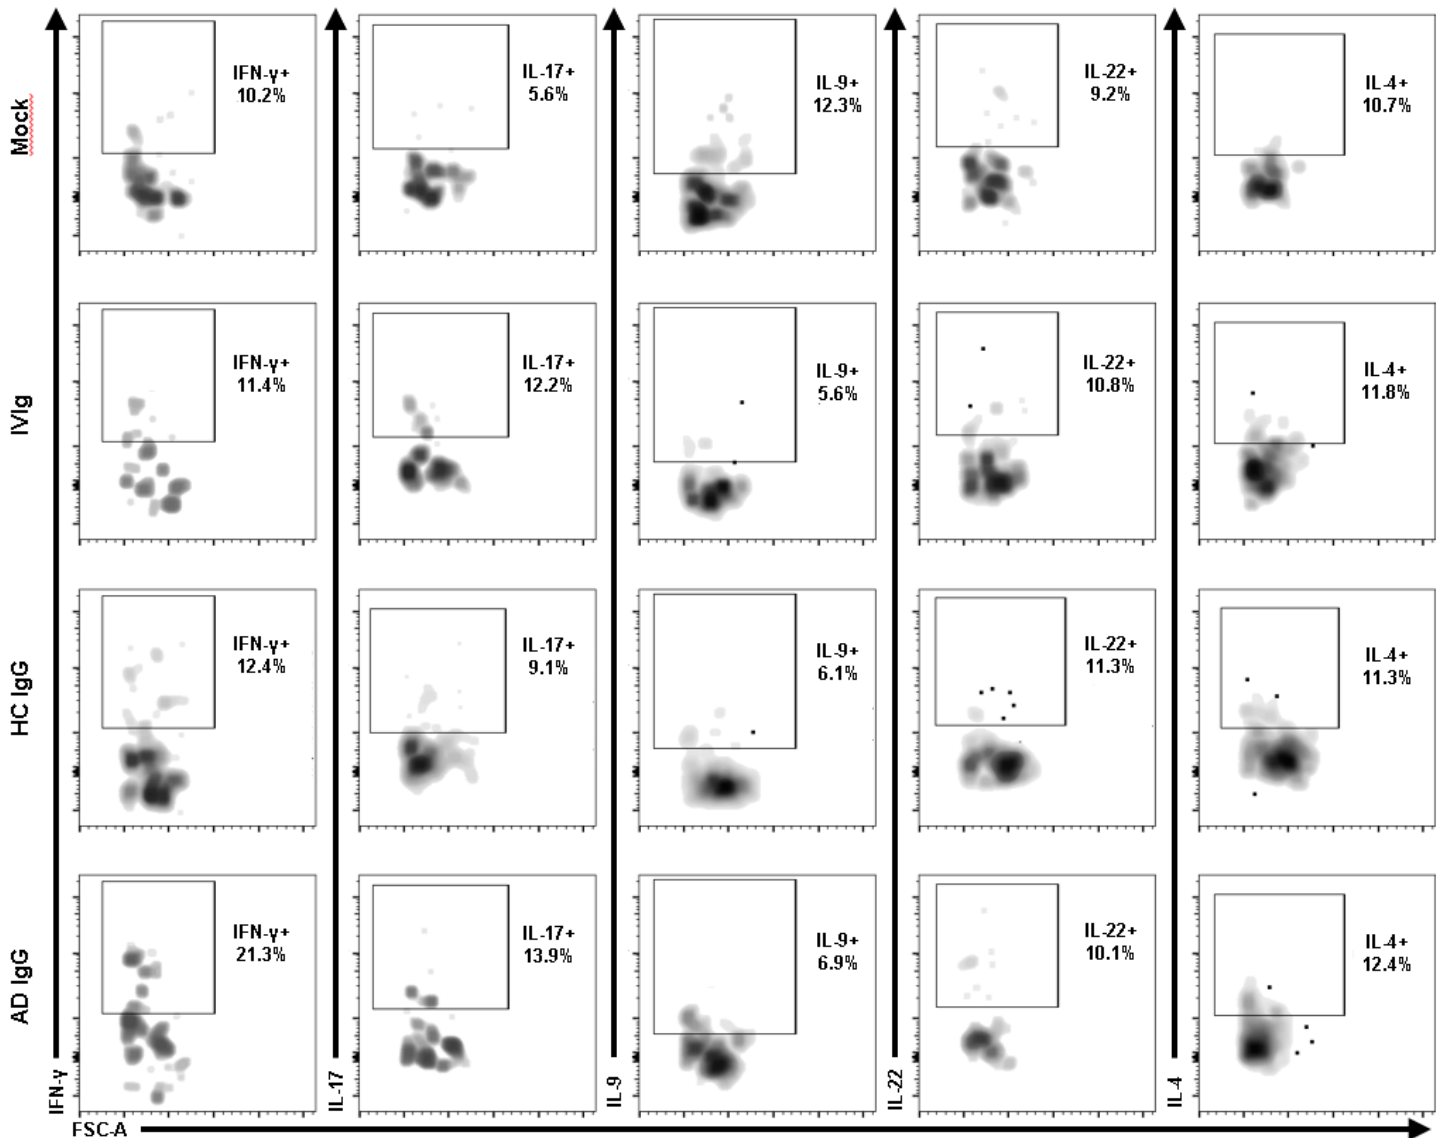 Mock
IFN-γ+
10.2%
IL-17+
5.6%
IL-9+
12.3%
IL-22+
9.2%
IL-4+
10.7%
IVIg
IFN-γ+
11.4%
IL-17+
12.2%
IL-9+
5.6%
IL-22+
10.8%
IL-4+
11.8%
HC IgG
IFN-γ+
12.4%
IL-17+
9.1%
IL-9+
6.1%
IL-22+
11.3%
IL-4+
11.3%
AD IgG
IFN-γ+
21.3%
IL-17+
13.9%
IL-9+
6.9%
IL-22+
10.1%
IL-4+
12.4%
IFN-γ
IL-17
IL-9
IL-22
IL-4
FSC-A